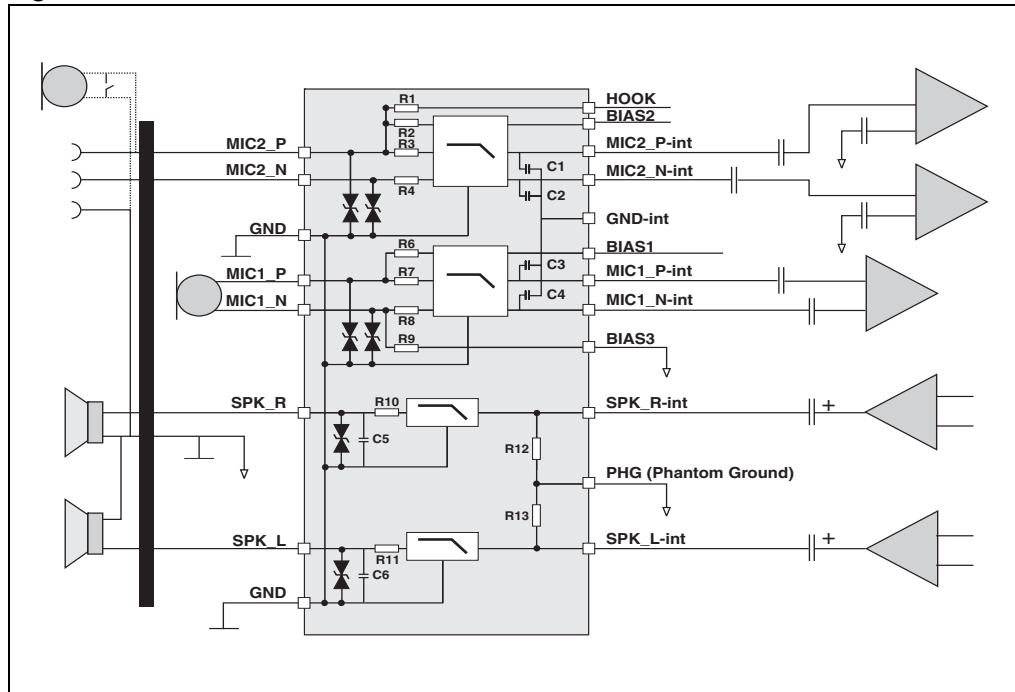 R1
HOOK
R2
BIAS2
MIC2_P
R3
MIC2_P-int
C1
MIC2_N
R4
MIC2_N-int
C2
GND
GND-int
R6
BIAS1
MIC1_P
R7
C3
MIC1_P-int
MIC1_N
R8
C4
MIC1_N-int
R9
BIAS3
SPK_R
R10
SPK_R-int
+
C5
R12
PHG (Phantom Ground)
R13
SPK_L
R11
SPK_L-int
+
C6
GND